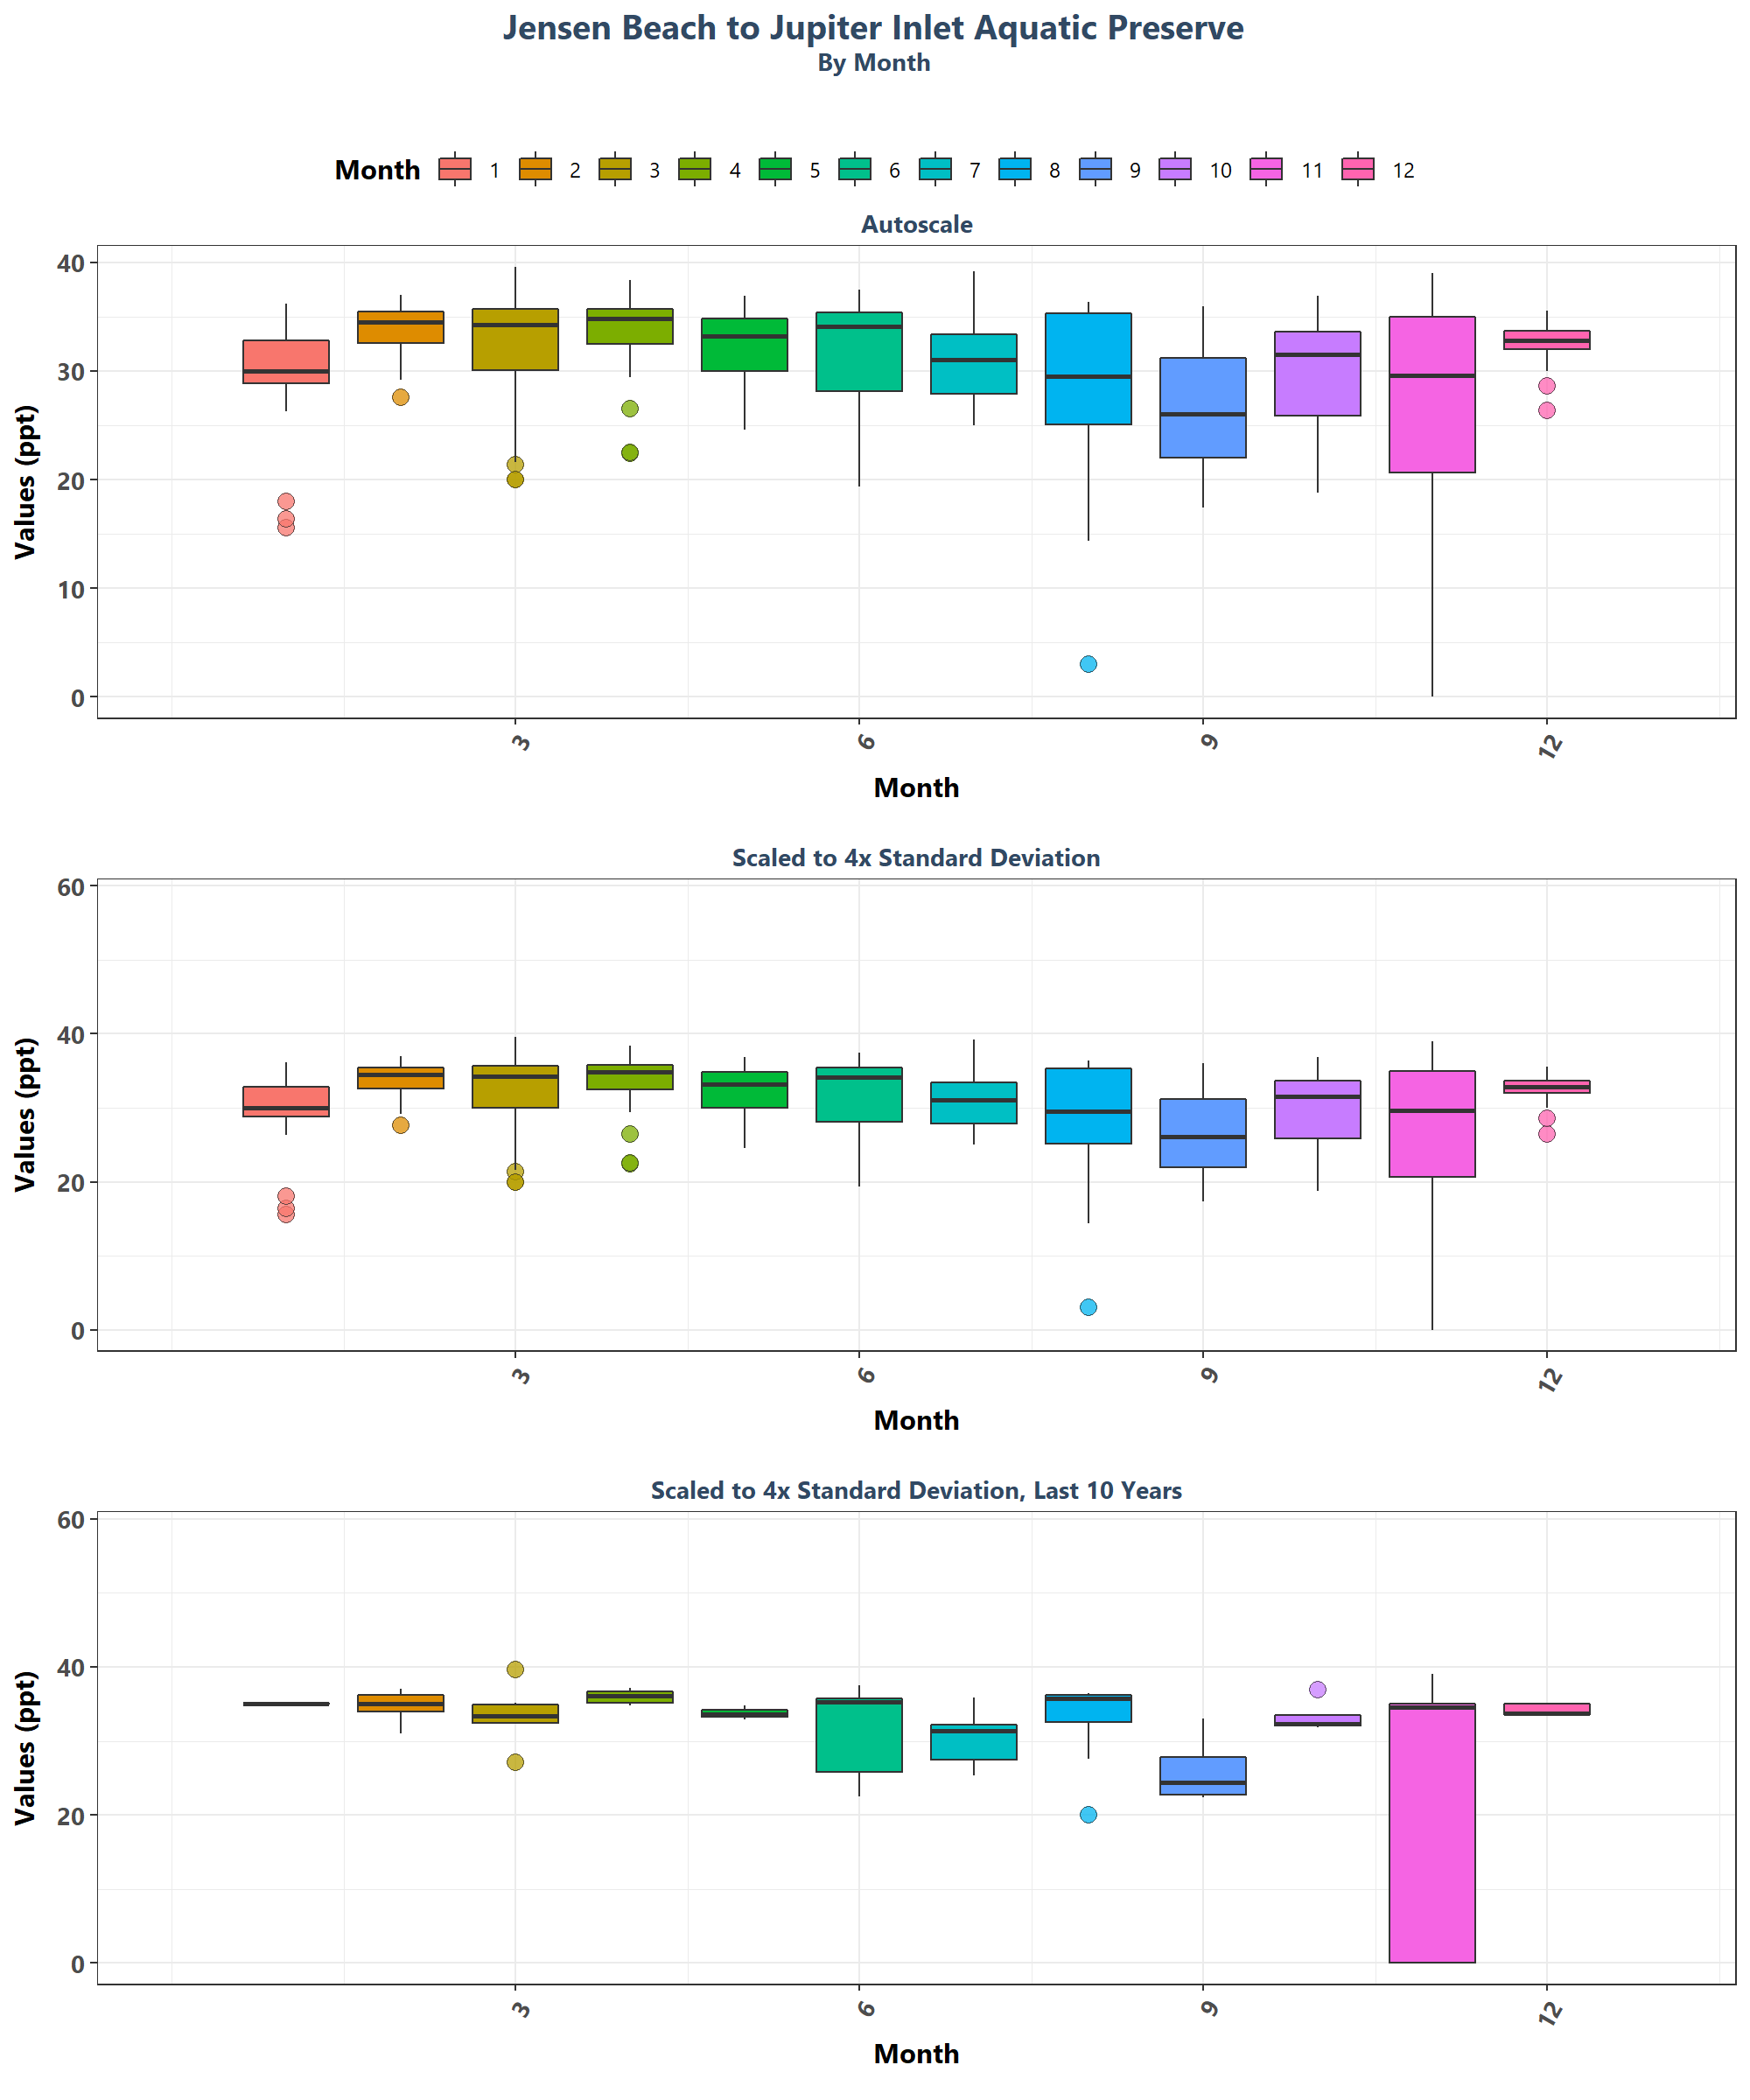 Jensen Beach to Jupiter Inlet Aquatic Preserve
By Month
Month 1 2 3 4 5 6 7 8 9 10 11 12
Autoscale
40
30
20
10
0
Values (ppt)
3 6 9 12
Month
Scaled to 4x Standard Deviation
60
40
20
0
Values (ppt)
3 6 9 12
Month
Scaled to 4x Standard Deviation, Last 10 Years
60
40
20
0
Values (ppt)
3 6 9 12
Month